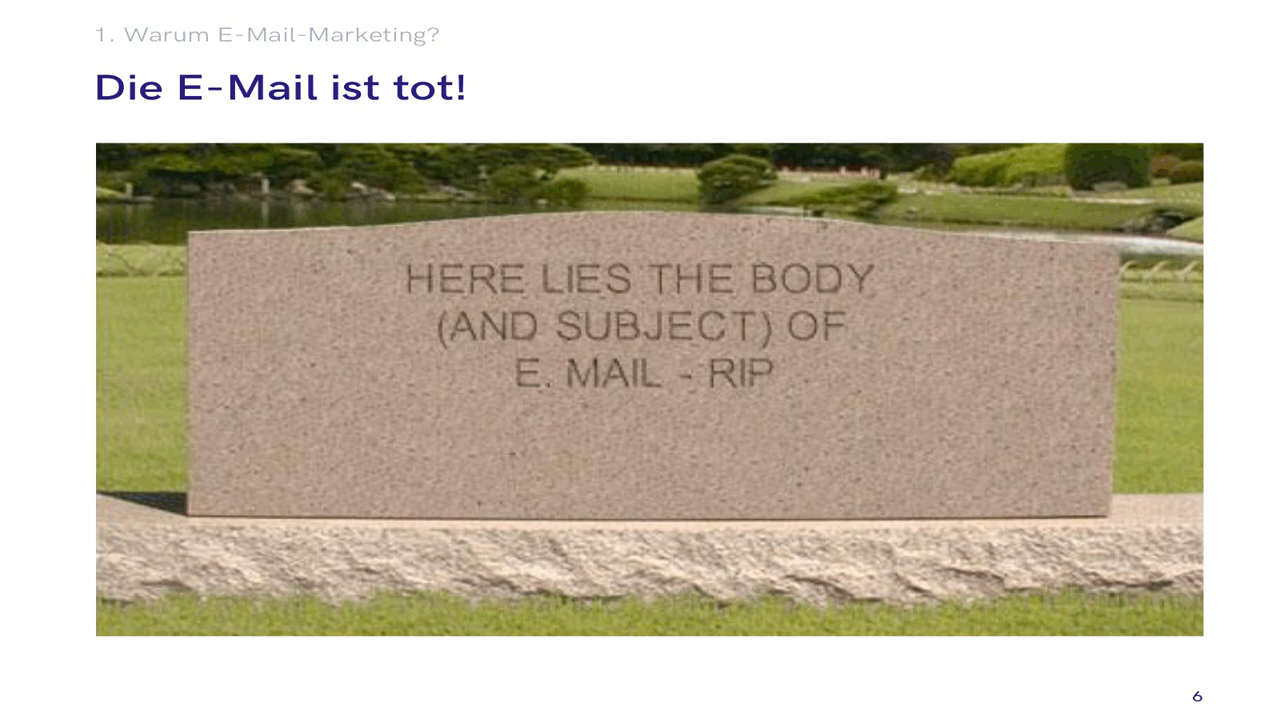 1. Warum E-Mail-Marketing?
Die E-Mail ist tot!
HERE LIES THE BODY
(AND SUBJECT) OF
E. MAIL - RIP
6